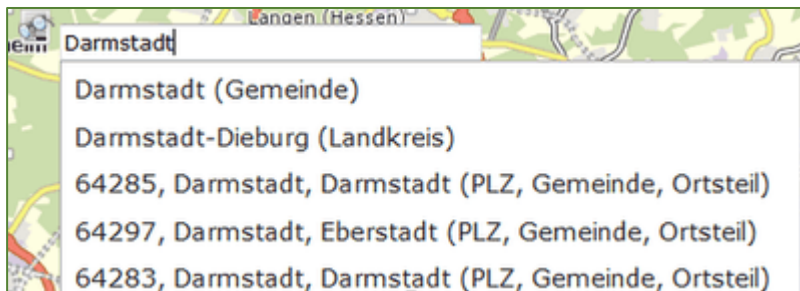 Langen (Hessen)
heim
Darmstadt
Darmstadt (Gemeinde)
Darmstadt-Dieburg (Landkreis)
64285, Darmstadt, Darmstadt (PLZ, Gemeinde, Ortsteil)
64297, Darmstadt, Eberstadt (PLZ, Gemeinde, Ortsteil)
64283, Darmstadt, Darmstadt (PLZ, Gemeinde, Ortsteil)